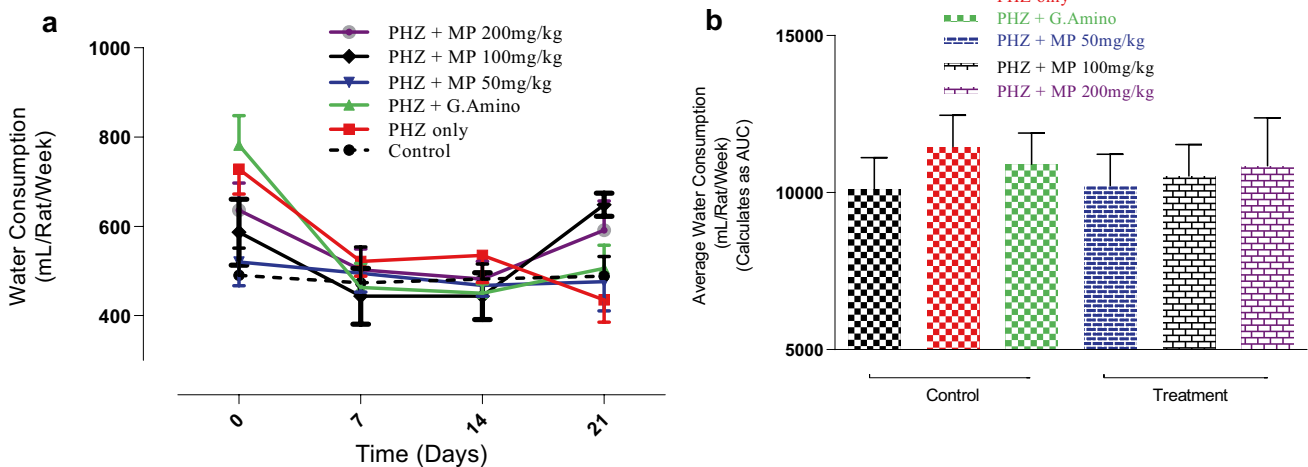 a
1000
800
600
400
Water Consumption
(mL/Rat/Week)
PHZ + MP 200mg/kg
PHZ + MP 100mg/kg
PHZ + MP 50mg/kg
PHZ + G.Amino
PHZ only
Control
0
7
14
21
Time (Days)
b
PHZ only
PHZ + G.Amino
PHZ + MP 50mg/kg
PHZ + MP 100mg/kg
PHZ + MP 200mg/kg
15000
10000
5000
Average Water Consumption
(mL/Rat/Week)
(Calculates as AUC)
Control
Treatment